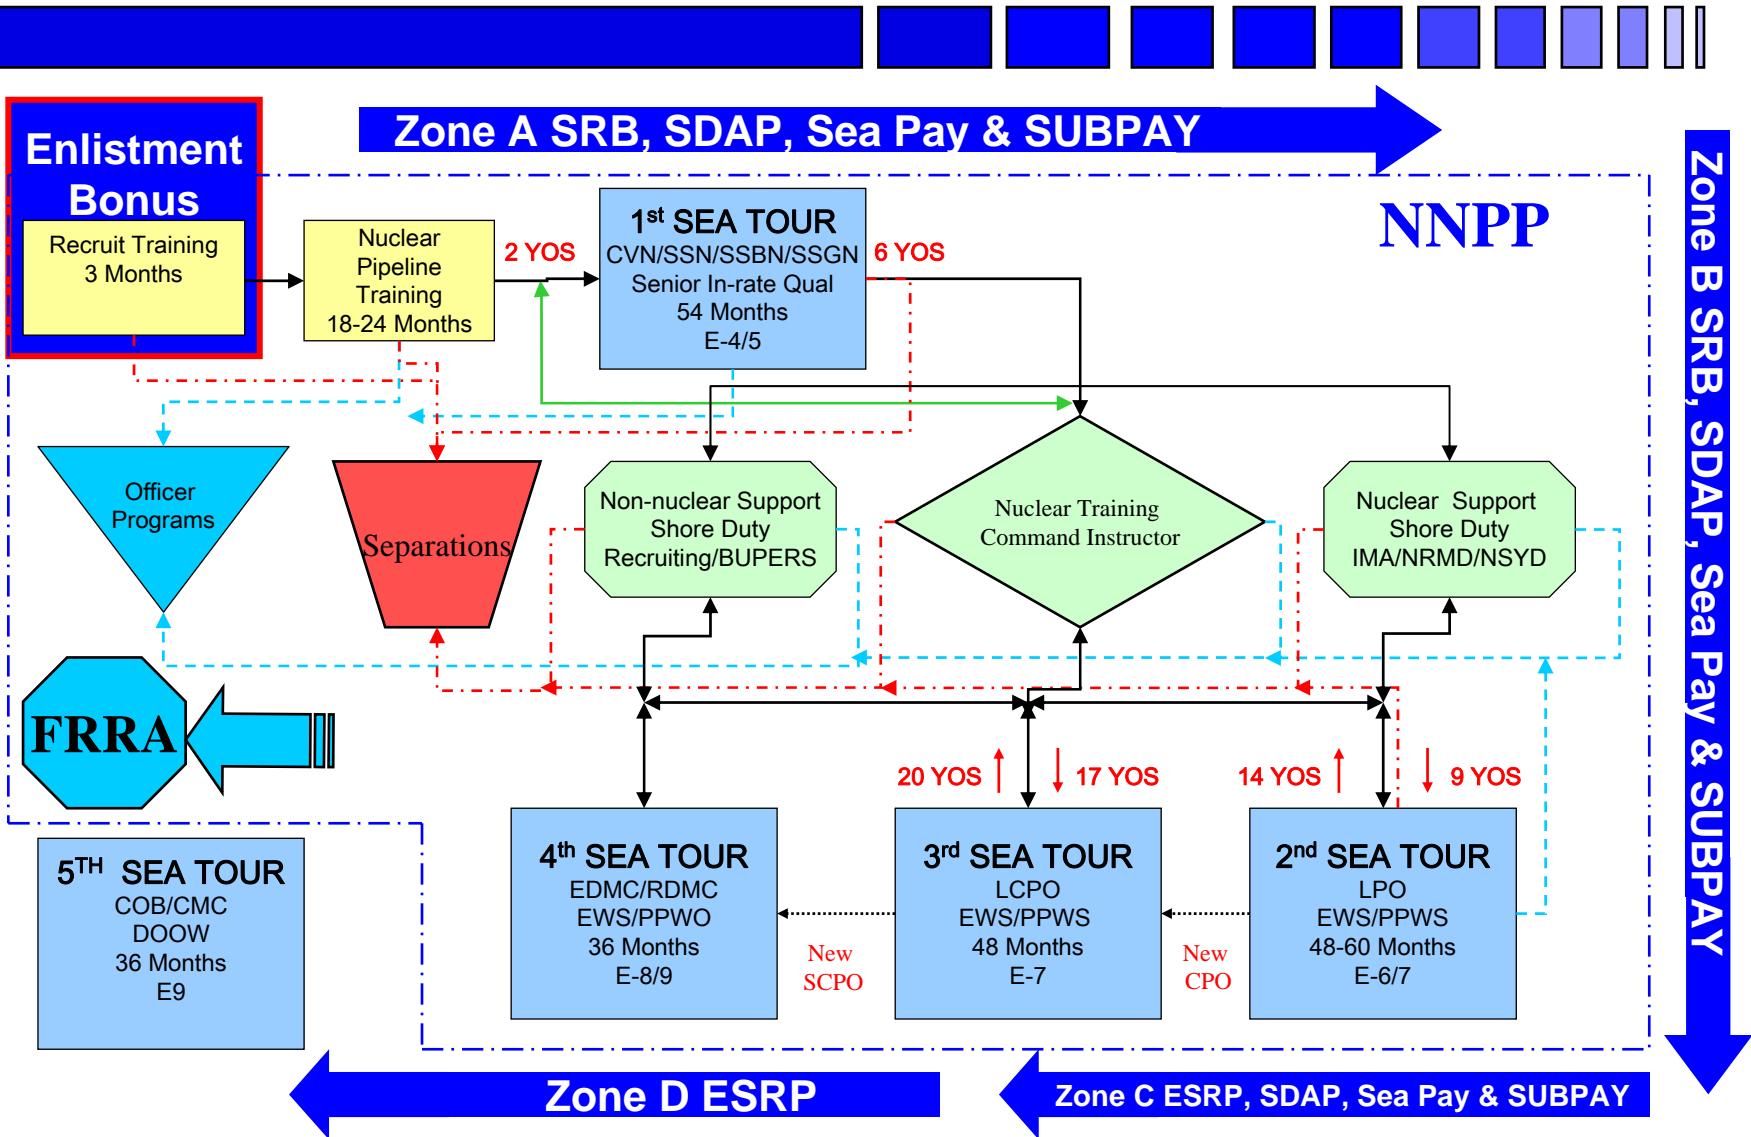 Zone A SRB, SDAP, Sea Pay & SUBPAY
Enlistment
Bonus
Recruit Training
3 Months
Nuclear
Pipeline
Training
18-24 Months
2 YOS
1st SEA TOUR
CVN/SSN/SSBN/SSGN
Senior In-rate Qual
54 Months
E-4/5
6 YOS
NNPP
Zone B SRB, SDAP, Sea Pay & SUBPAY
Officer
Programs
Separations
Non-nuclear Support
Shore Duty
Recruiting/BUPERS
Nuclear Training
Command Instructor
Nuclear Support
Shore Duty
IMA/NRMD/NSYD
FRRA
20 YOS
17 YOS
14 YOS
9 YOS
5TH SEA TOUR
COB/CMC
DOOW
36 Months
E9
4th SEA TOUR
EDMC/RDMC
EWS/PPWO
36 Months
E-8/9
New
SCPO
3rd SEA TOUR
LCPO
EWS/PPWS
48 Months
E-7
New
CPO
2nd SEA TOUR
LPO
EWS/PPWS
48-60 Months
E-6/7
Zone D ESRP
Zone C ESRP, SDAP, Sea Pay & SUBPAY